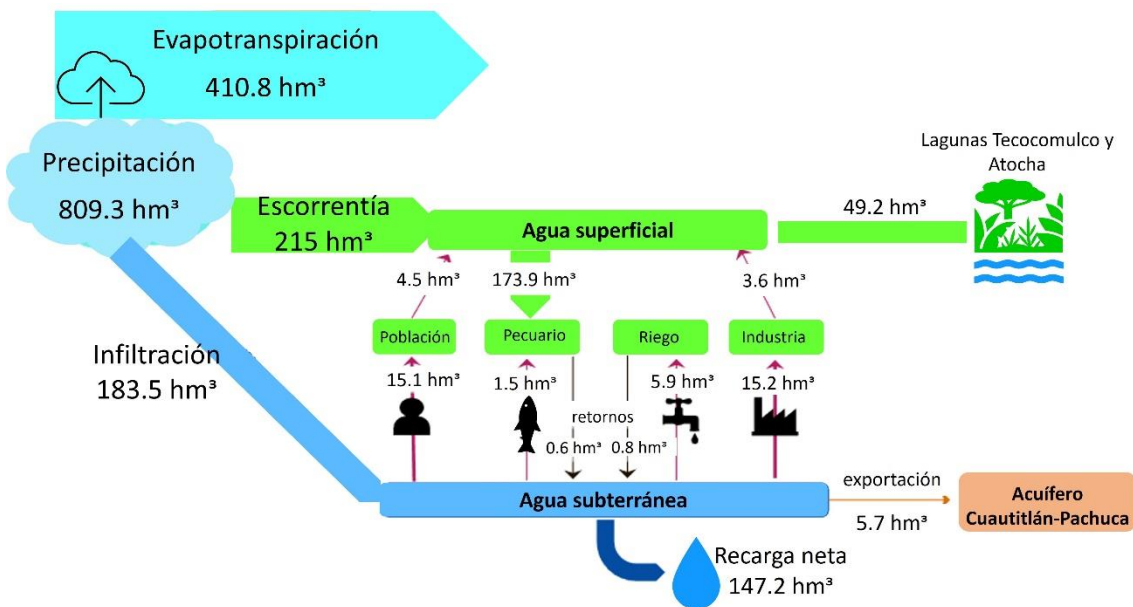 Evapotranspiración
410.8 hm³
Precipitación
809.3 hm³
Lagunas Tecocomulco y
Atocha
Escorrentía
215 hm³
Agua superficial
49.2 hm³
4.5 hm³
173.9 hm³
3.6 hm³
Población
Pecuario
Riego
Industria
Infiltración
183.5 hm³
15.1 hm³
1.5 hm³
5.9 hm³
15.2 hm³
retornos
0.6 hm³
0.8 hm³
Agua subterránea
exportación
5.7 hm³
Acuífero
Cuautitlán-Pachuca
Recarga neta
147.2 hm³